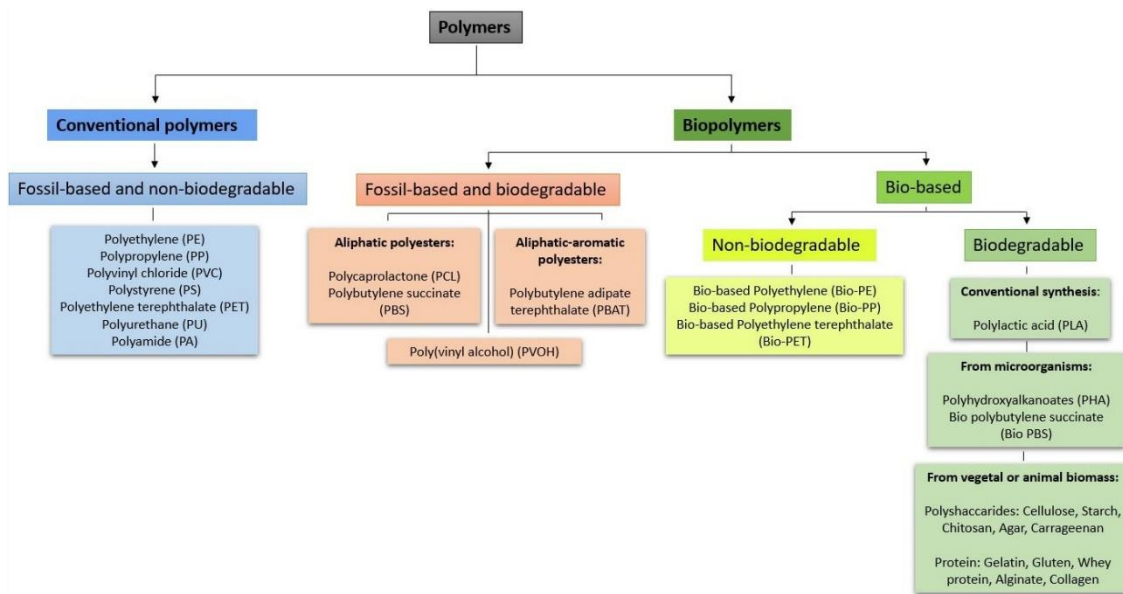 Polymers
Conventional polymers
Biopolymers
Fossil-based and non-biodegradable
Fossil-based and biodegradable
Bio-based
Polyethylene (PE)
Polypropylene (PP)
Polyvinyl chloride (PVC)
Polystyrene (PS)
Polyethylene terephthalate (PET)
Polyurethane (PU)
Polyamide (PA)
Aliphatic polyesters:
Polycaprolactone (PCL)
Polybutylene succinate
(PBS)
Aliphatic-aromatic
polyesters:
Polybutylene adipate
terephthalate (PBAT)
Poly(vinyl alcohol) (PVOH)
Non-biodegradable
Bio-based Polyethylene (Bio-PE)
Bio-based Polypropylene (Bio-PP)
Bio-based Polyethylene terephthalate
(Bio-PET)
Biodegradable
Conventional synthesis:
Polylactic acid (PLA)
From microorganisms:
Polyhydroxyalkanoates (PHA)
Bio polybutylene succinate
(Bio PBS)
From vegetal or animal biomass:
Polyshaccarides: Cellulose, Starch,
Chitosan, Agar, Carrageenan
Protein: Gelatin, Gluten, Whey
protein, Alginate, Collagen